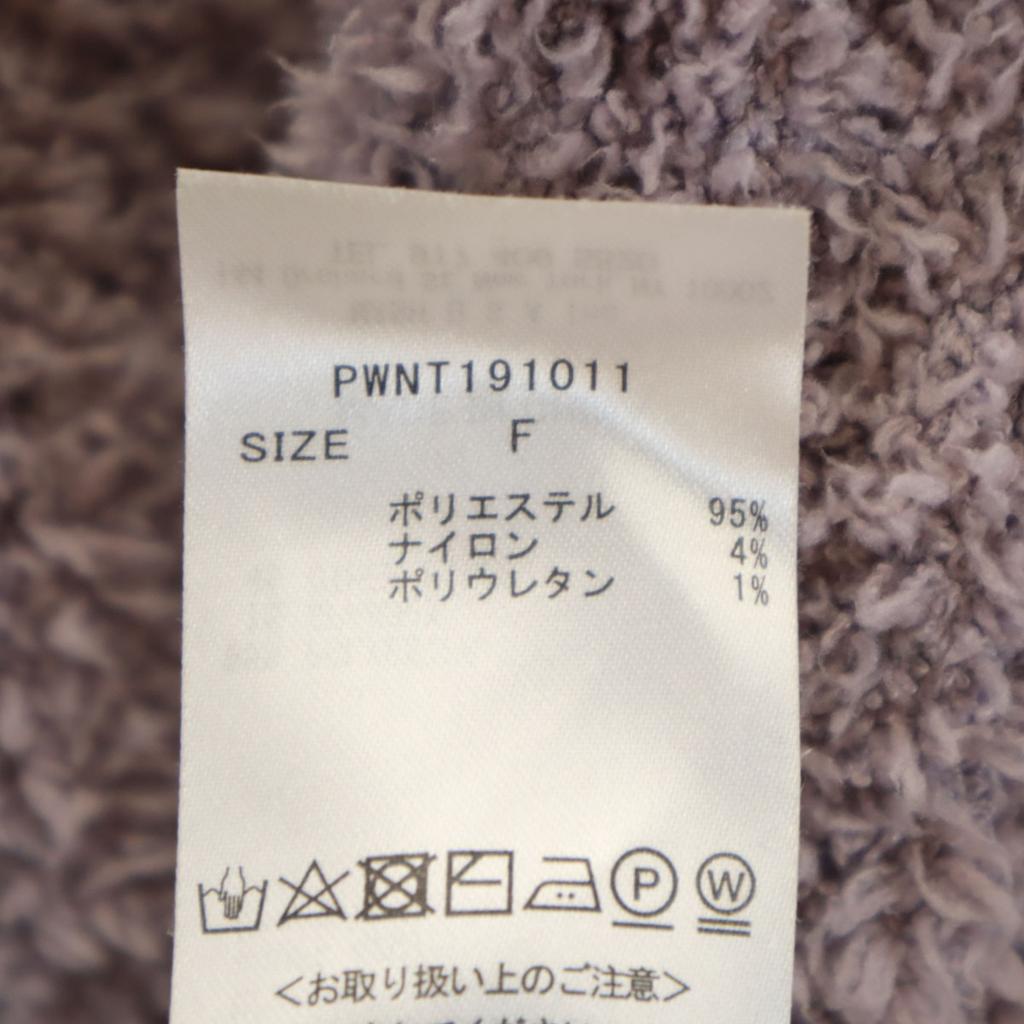 PWNT191011
SIZE F
ポリエステル 95%
ナイロン 4%
ポリウレタン 1%
P W
<お取り扱い上のご注意>